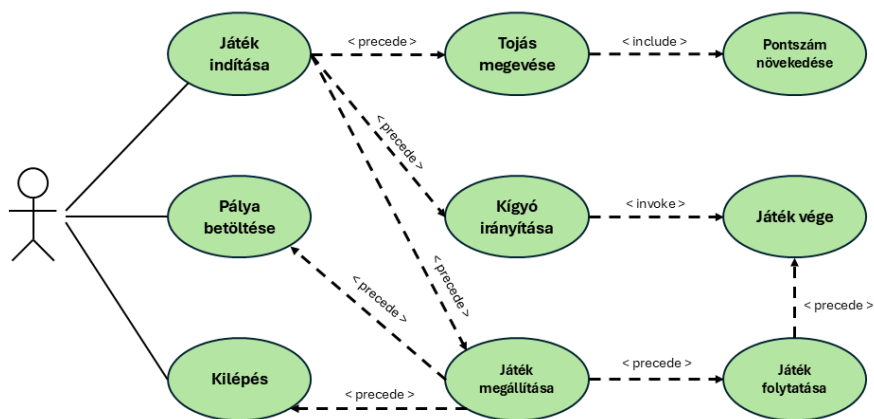 Játék
indítása
< precede >
Tojás
megevése
< include >
Pontszám
növekedése
< precede >
< precede >
Pálya
betöltése
Kígyó
irányítása
< invoke >
Játék vége
< precede >
< precede >
Kilépés
< precede >
Játék
megállítása
< precede >
Játék
folytatása